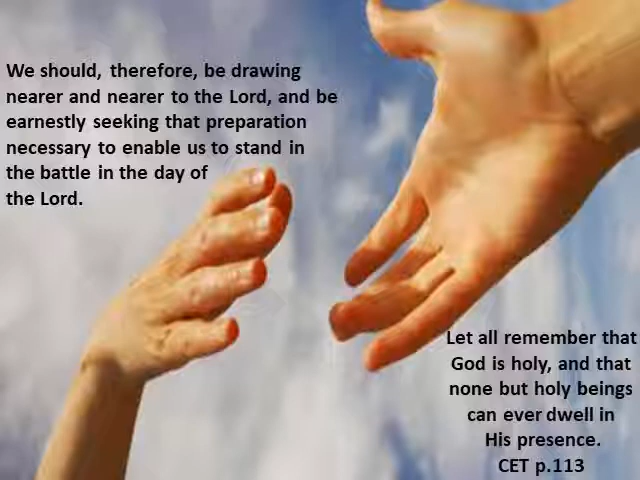 We should, therefore, be drawing
nearer and nearer to the Lord, and be
earnestly seeking that preparation
necessary to enable us to stand in
the battle in the day of
the Lord.
Let all remember that
God is holy, and that
none but holy beings
can ever dwell in
His presence.
CET p.113